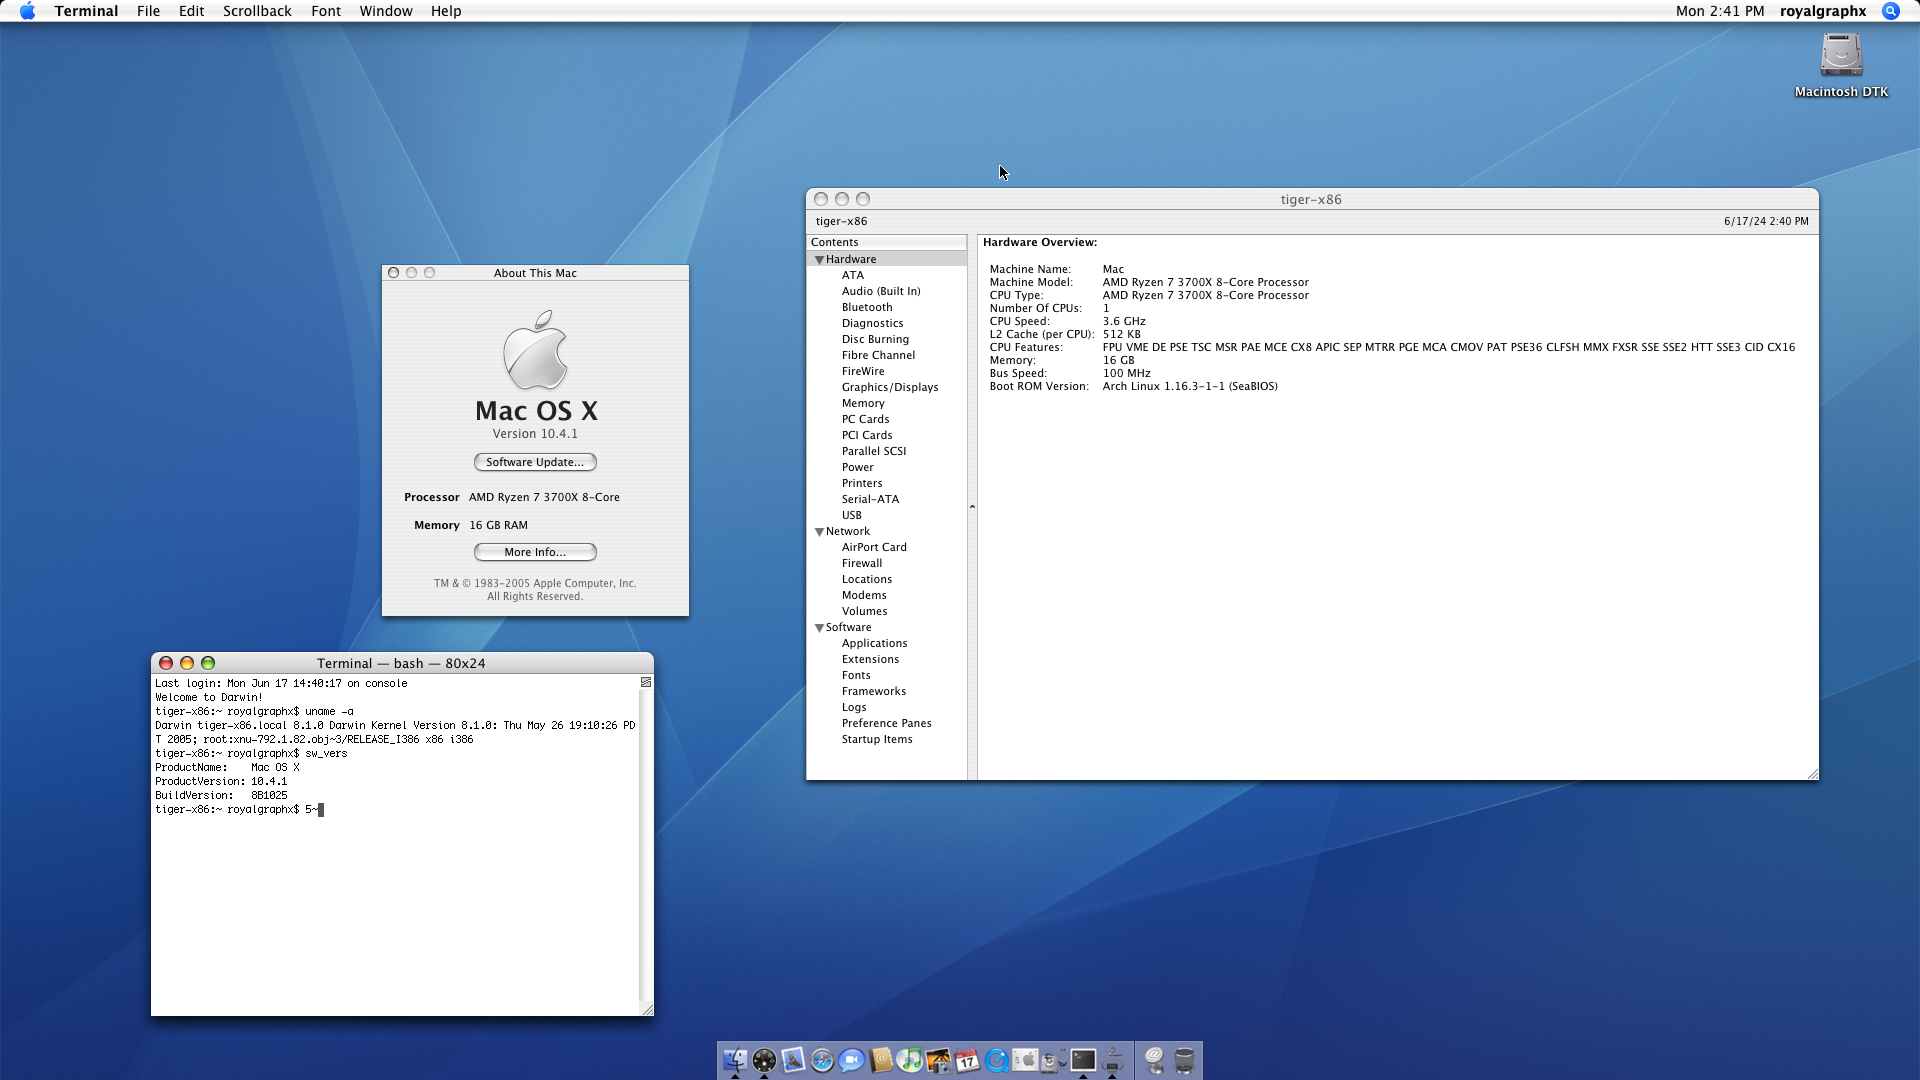 Terminal File Edit Scrollback Font Window Help
Mon 2:41 PM royalgraphx
Macintosh DTK
tiger-x86
tiger-x86
6/17/24 2:40 PM
Contents
Hardware
ATA
Audio (Built In)
Bluetooth
Diagnostics
Disc Burning
Fibre Channel
FireWire
Graphics/Displays
Memory
PC Cards
PCI Cards
Parallel SCSI
Power
Printers
Serial-ATA
USB
Network
AirPort Card
Firewall
Locations
Modems
Volumes
Software
Applications
Extensions
Fonts
Frameworks
Logs
Preference Panes
Startup Items
Hardware Overview:
Machine Name: Mac
Machine Model: AMD Ryzen 7 3700X 8-Core Processor
CPU Type: AMD Ryzen 7 3700X 8-Core Processor
Number Of CPUs: 1
CPU Speed: 3.6 GHz
L2 Cache (per CPU): 512 KB
CPU Features: FPU VME DE PSE TSC MSR PAE MCE CX8 APIC SEP MTRR PGE MCA CMOV PAT PSE36 CLFSH MMX FXSR SSE SSE2 HTT SSE3 CID CX16
Memory: 16 GB
Bus Speed: 100 MHz
Boot ROM Version: Arch Linux 1.16.3-1-1 (SeaBIOS)
About This Mac
Mac OS X
Version 10.4.1
Software Update...
Processor AMD Ryzen 7 3700X 8-Core
Memory 16 GB RAM
More Info...
TM & © 1983-2005 Apple Computer, Inc.
All Rights Reserved.
Terminal — bash — 80x24
Last login: Mon Jun 17 14:40:17 on console
Welcome to Darwin!
tiger-x86:~ royalgraphx$ uname -a
Darwin tiger-x86.local 8.1.0 Darwin Kernel Version 8.1.0: Thu May 26 19:10:26 PD
T 2005; root:xnu-792.1.82.obj~3/RELEASE_I386 x86 i386
tiger-x86:~ royalgraphx$ sw_vers
ProductName: Mac OS X
ProductVersion: 10.4.1
BuildVersion: 8B1025
tiger-x86:~ royalgraphx$ 5~
17